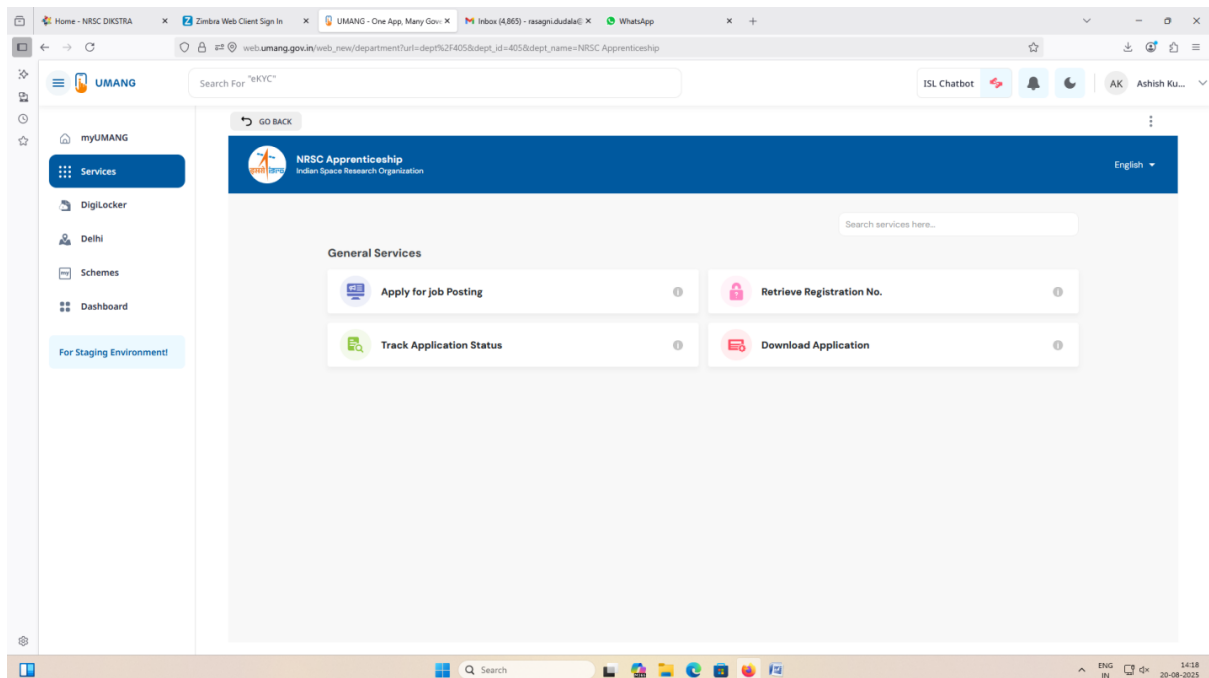 Home - NRSC DIKSTRA
Zimbra Web Client Sign In
UMANG - One App, Many Gove
Inbox (4,865) - rasagni.dudala@
WhatsApp
web.umang.gov.in/web_new/department?url=dept%2F405&dept_id=405&dept_name=NRSC Apprenticeship
UMANG
Search For "eKYC"
ISL Chatbot
AK
Ashish Ku...
GO BACK
myUMANG
Services
DigiLocker
Delhi
Schemes
Dashboard
For Staging Environment!
इसरो isro
NRSC Apprenticeship
Indian Space Research Organization
English
Search services here...
General Services
Apply for job Posting
Retrieve Registration No.
Track Application Status
Download Application
Search
ENG
IN
14:18
20-08-2025